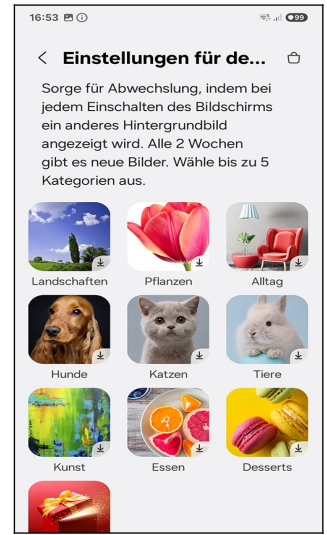 16:53 99
Einstellungen für de...
Sorge für Abwechslung, indem bei
jedem Einschalten des Bildschirms
ein anderes Hintergrundbild
angezeigt wird. Alle 2 Wochen
gibt es neue Bilder. Wähle bis zu 5
Kategorien aus.
Landschaften Pflanzen Alltag
Hunde Katzen Tiere
Kunst Essen Desserts